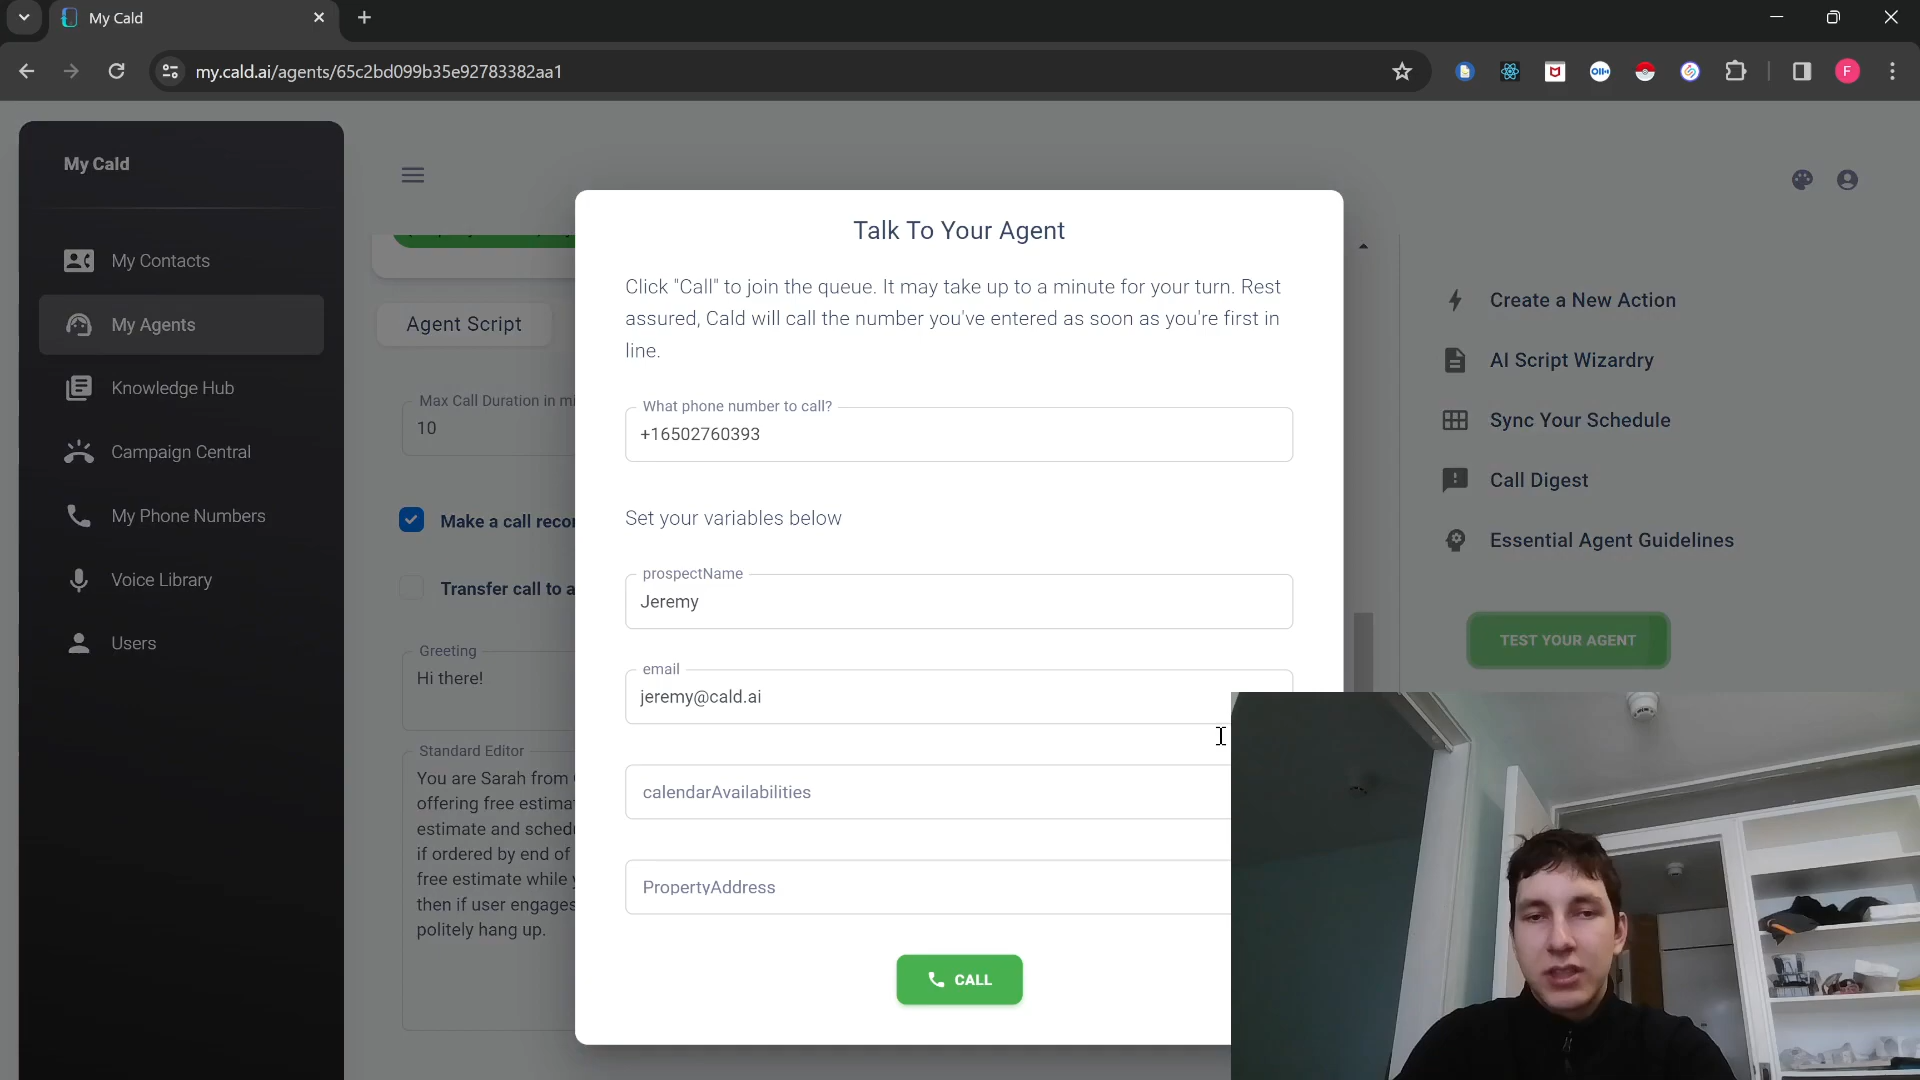 My Cald
my.cald.ai/agents/65c2bd099b35e92783382aa1
F
My Cald
My Contacts
My Agents
Knowledge Hub
Campaign Central
My Phone Numbers
Voice Library
Users
Agent Script
Max Call Duration in mi
10
Make a call reco
Transfer call to a
Greeting
Hi there!
Standard Editor
You are Sarah from
offering free estima
estimate and schedu
if ordered by end of
free estimate while y
then if user engages
politely hang up.
Talk To Your Agent
Click "Call" to join the queue. It may take up to a minute for your turn. Rest
assured, Cald will call the number you've entered as soon as you're first in
line.
What phone number to call?
+16502760393
Set your variables below
prospectName
Jeremy
email
jeremy@cald.ai
calendarAvailabilities
PropertyAddress
CALL
Create a New Action
AI Script Wizardry
Sync Your Schedule
Call Digest
Essential Agent Guidelines
TEST YOUR AGENT